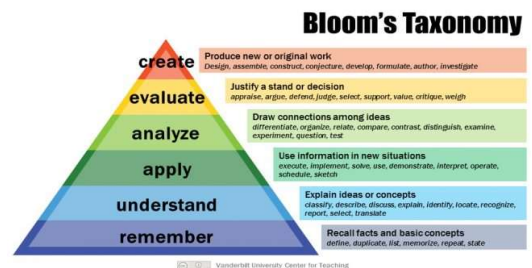 Bloom's Taxonomy
create
Produce new or original work
Design, assemble, construct, conjecture, develop, formulate, author, investigate
evaluate
Justify a stand or decision
appraise, argue, defend, judge, select, support, value, critique, weigh
analyze
Draw connections among ideas
differentiate, organize, relate, compare, contrast, distinguish, examine,
experiment, question, test
apply
Use information in new situations
execute, implement, solve, use, demonstrate, interpret, operate,
schedule, sketch
understand
Explain ideas or concepts
classify, describe, discuss, explain, identify, locate, recognize,
report, select, translate
remember
Recall facts and basic concepts
define, duplicate, list, memorize, repeat, state
Vanderbilt University Center for Teaching